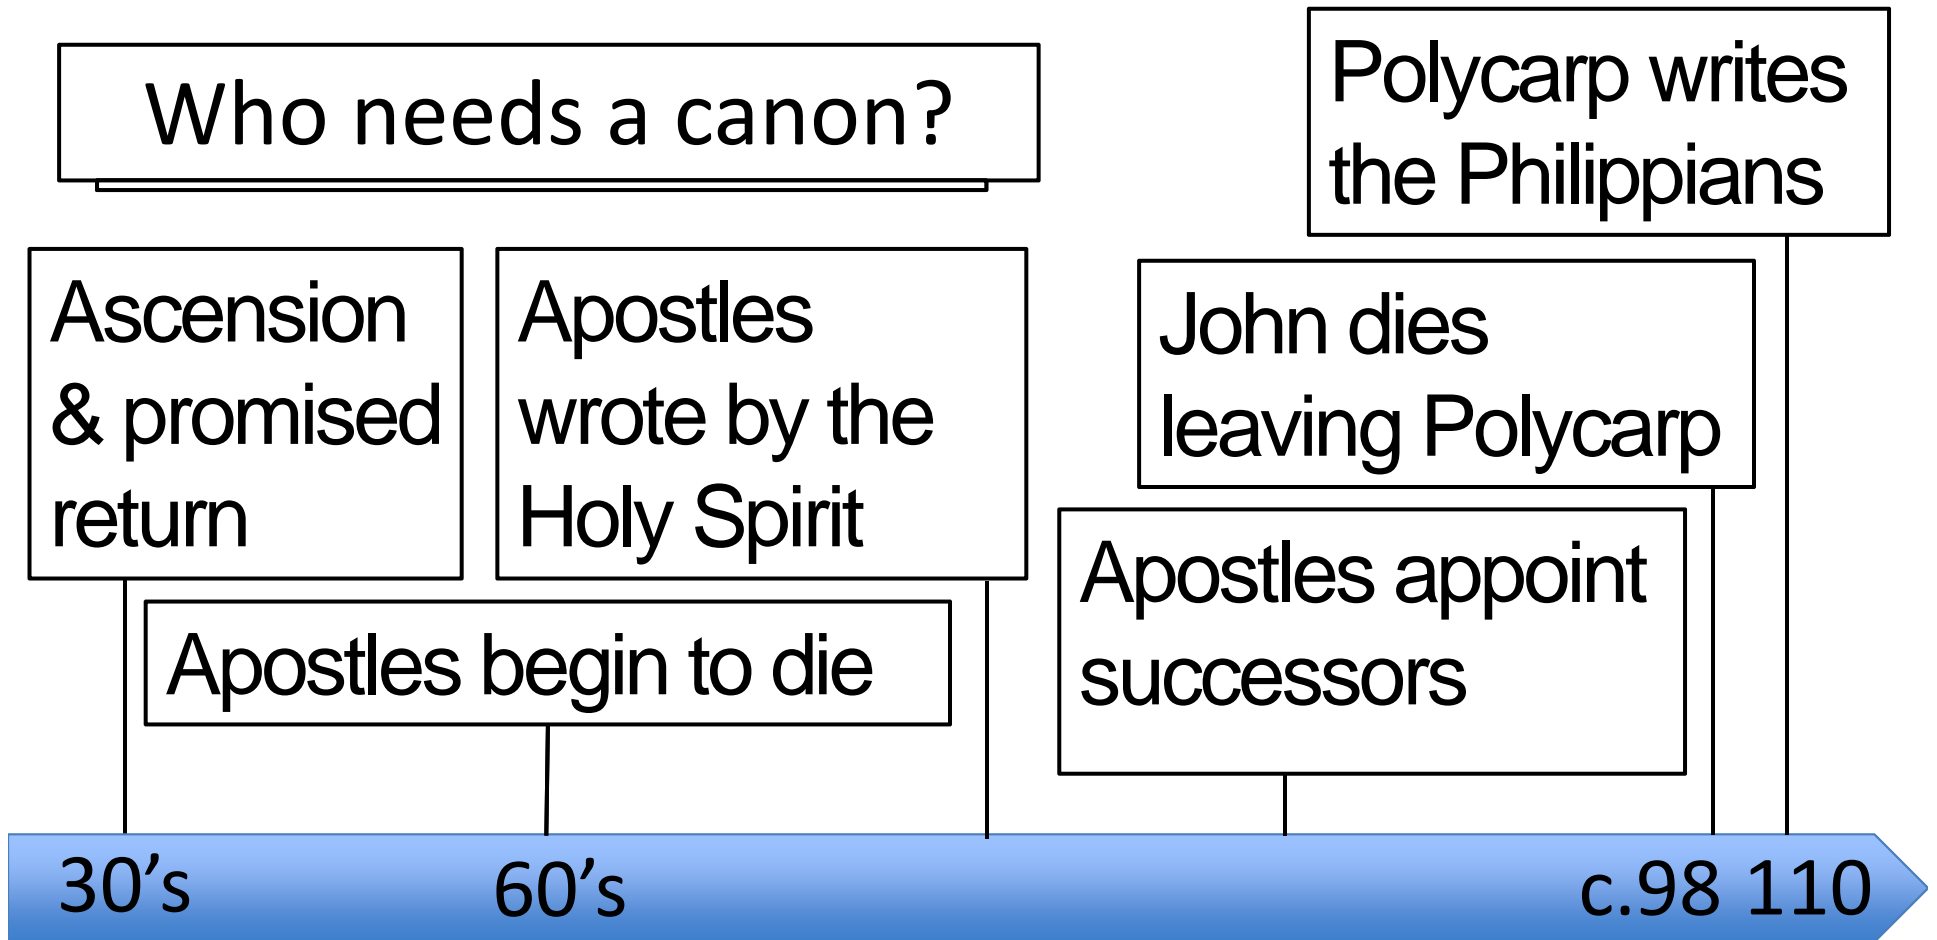 Who needs a canon?
Polycarp writes
the Philippians
Ascension
& promised
return
Apostles
wrote by the
Holy Spirit
John dies
leaving Polycarp
Apostles appoint
successors
Apostles begin to die
30’s
60’s
c.98
110